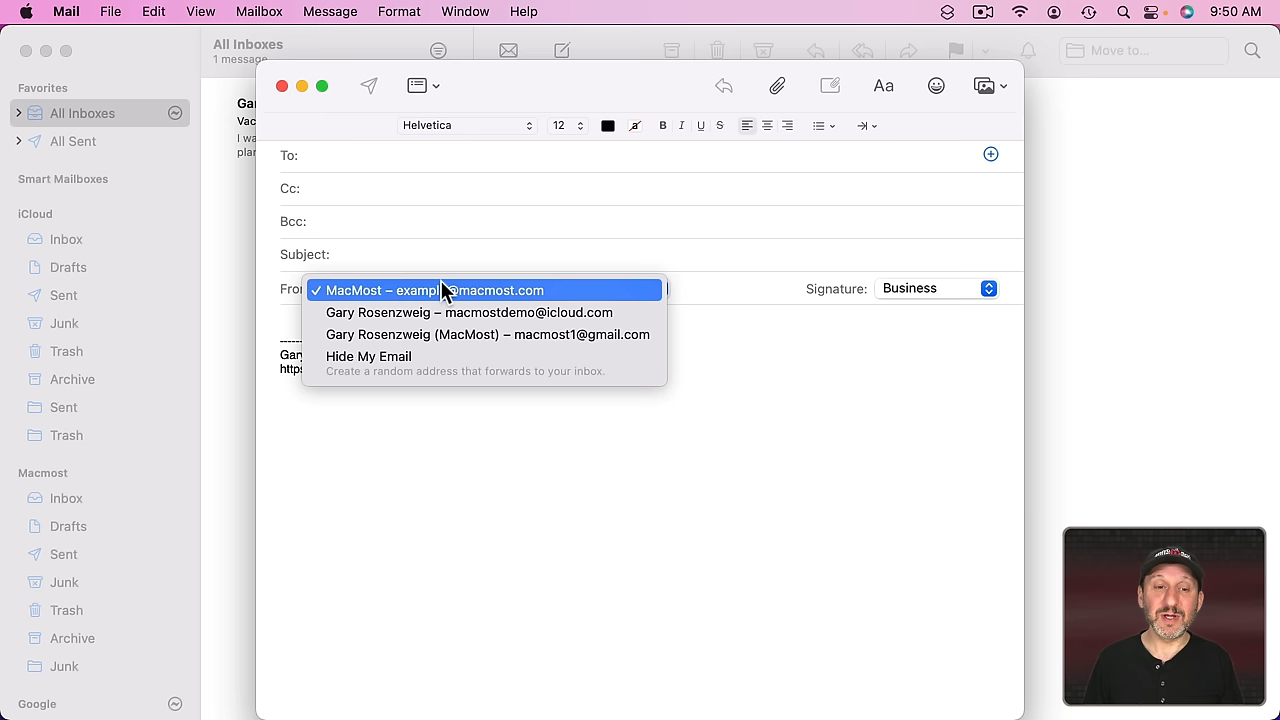 Mail File Edit View Mailbox Message Format Window Help 9:50 AM
All Inboxes
1 message
Move to...
Favorites
All Inboxes
All Sent
Smart Mailboxes
iCloud
Inbox
Drafts
Sent
Junk
Trash
Archive
Sent
Trash
Macmost
Inbox
Drafts
Sent
Junk
Trash
Archive
Junk
Google
Aa
Helvetica 12 a B I U S
To:
Cc:
Bcc:
Subject:
Signature: Business
MacMost – @macmost.com
Gary Rosenzweig – macmostdemo@icloud.com
Gary Rosenzweig (MacMost) – macmost1@gmail.com
Hide My Email
Create a random address that forwards to your inbox.